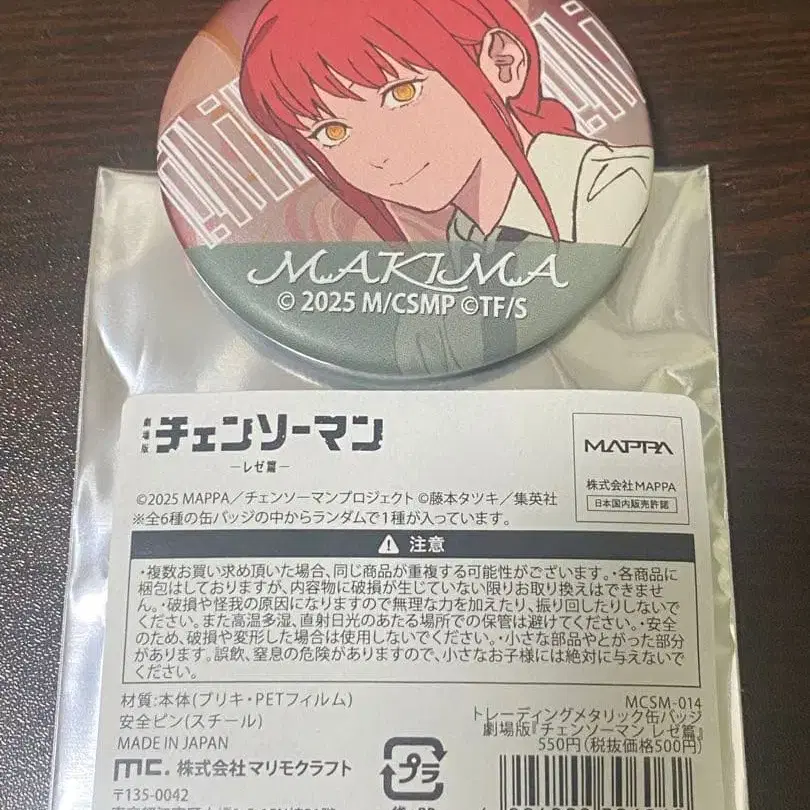 MAKIMA
© 2025 M/CSMP ©TF/S
劇場版 チェンソーマン
―レゼ篇―
MAPPA
株式会社MAPPA
日本国内販売許諾
©2025 MAPPA／チェンソーマンプロジェクト ©藤本タツキ／集英社
※全6種の缶バッジの中からランダムで1種が入っています。
注意
・複数お買い求め頂いた場合、同じ商品が重複する可能性がございます。・各商品に
梱包はしておりますが、内容物に破損が生じていない限りお取り換えはできませ
ん。・破損や怪我の原因になりますので無理な力を加えたり、振り回したりしないで
ください。また高温多湿、直射日光のあたる場所での保管は避けてください。・安全
のため、破損や変形した場合は使用しないでください。・小さな部品やとがった部分
があります。誤飲、窒息の危険がありますので、小さなお子様には絶対に与えないで
ください。
材質:本体(ブリキ・PETフィルム)
安全ピン(スチール)
MADE IN JAPAN
mc. 株式会社マリモクラフト
〒135-0042
プラ
MCSM-014
トレーディングメタリック缶バッジ
劇場版『チェンソーマン レゼ篇』
550円(税抜価格500円)